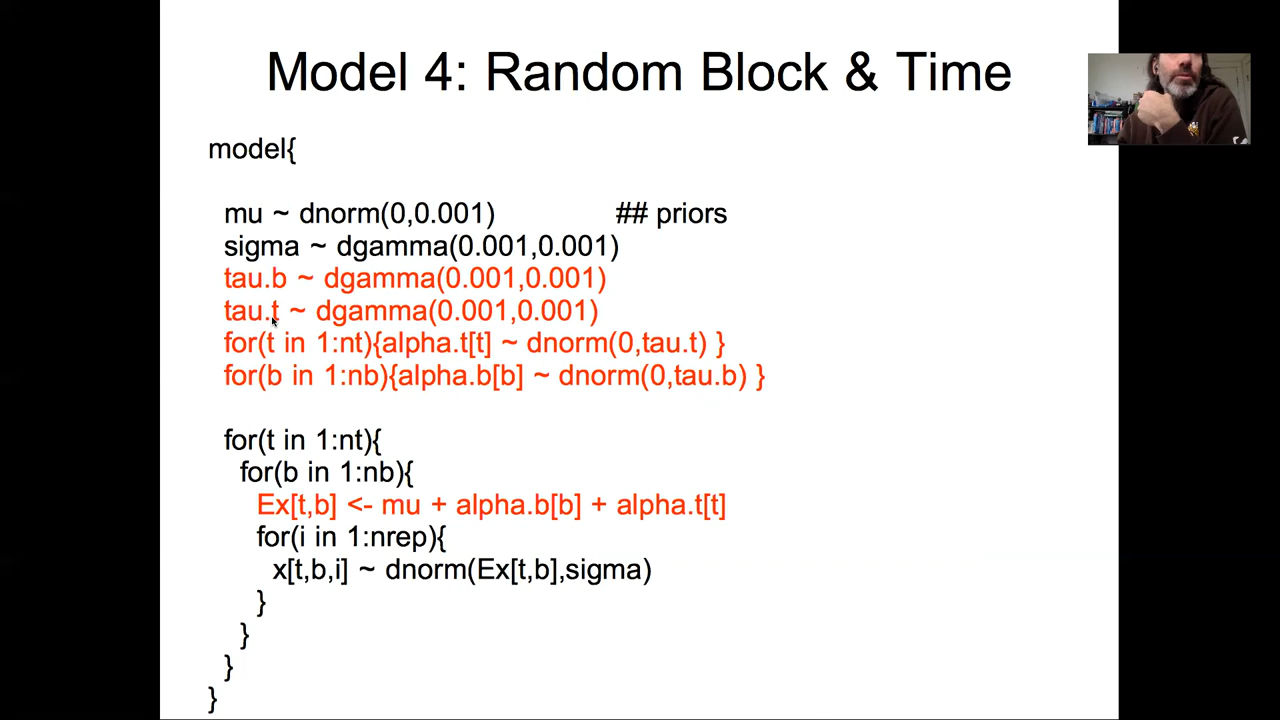 Model 4: Random Block & Time
model{
mu ~ dnorm(0,0.001) ## priors
sigma ~ dgamma(0.001,0.001)
tau.b ~ dgamma(0.001,0.001)
tau.t ~ dgamma(0.001,0.001)
for(t in 1:nt){alpha.t[t] ~ dnorm(0,tau.t) }
for(b in 1:nb){alpha.b[b] ~ dnorm(0,tau.b) }
for(t in 1:nt){
for(b in 1:nb){
Ex[t,b] <- mu + alpha.b[b] + alpha.t[t]
for(i in 1:nrep){
x[t,b,i] ~ dnorm(Ex[t,b],sigma)
}
}
}
}